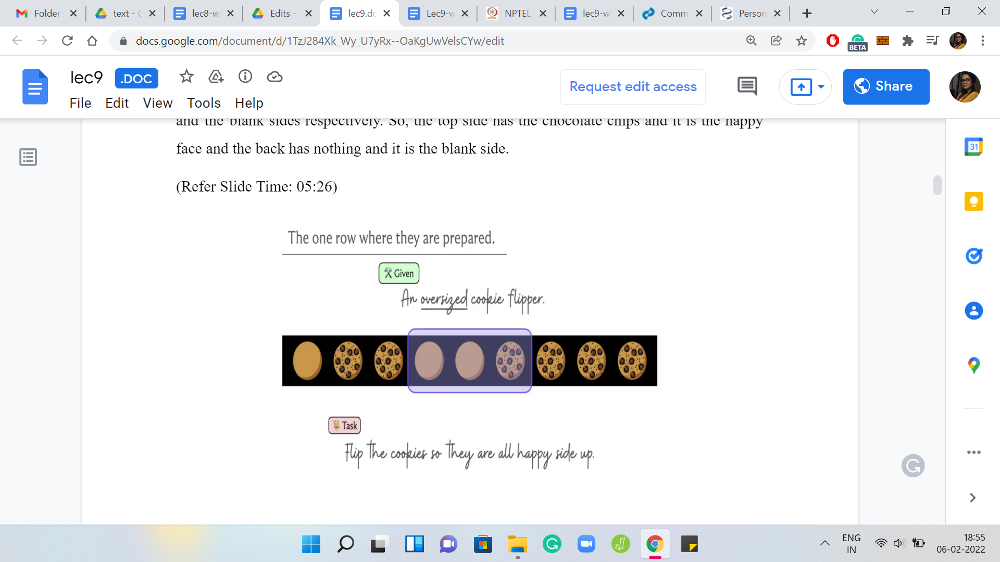 Folder
text - G
lec8-w
Edits -
lec9.dc
Lec9-w
NPTEL
lec9-w
Comm
Person
docs.google.com/document/d/1TzJ284Xk_Wy_U7yRx--OaKgUwVelsCYw/edit
BETA
lec9 .DOC
Request edit access
Share
File Edit View Tools Help
31
and the blank sides respectively. So, the top side has the chocolate chips and it is the happy
face and the back has nothing and it is the blank side.
(Refer Slide Time: 05:26)
The one row where they are prepared.
Given
An oversized cookie flipper.
Task
Flip the cookies so they are all happy side up.
ENG
IN
18:55
06-02-2022